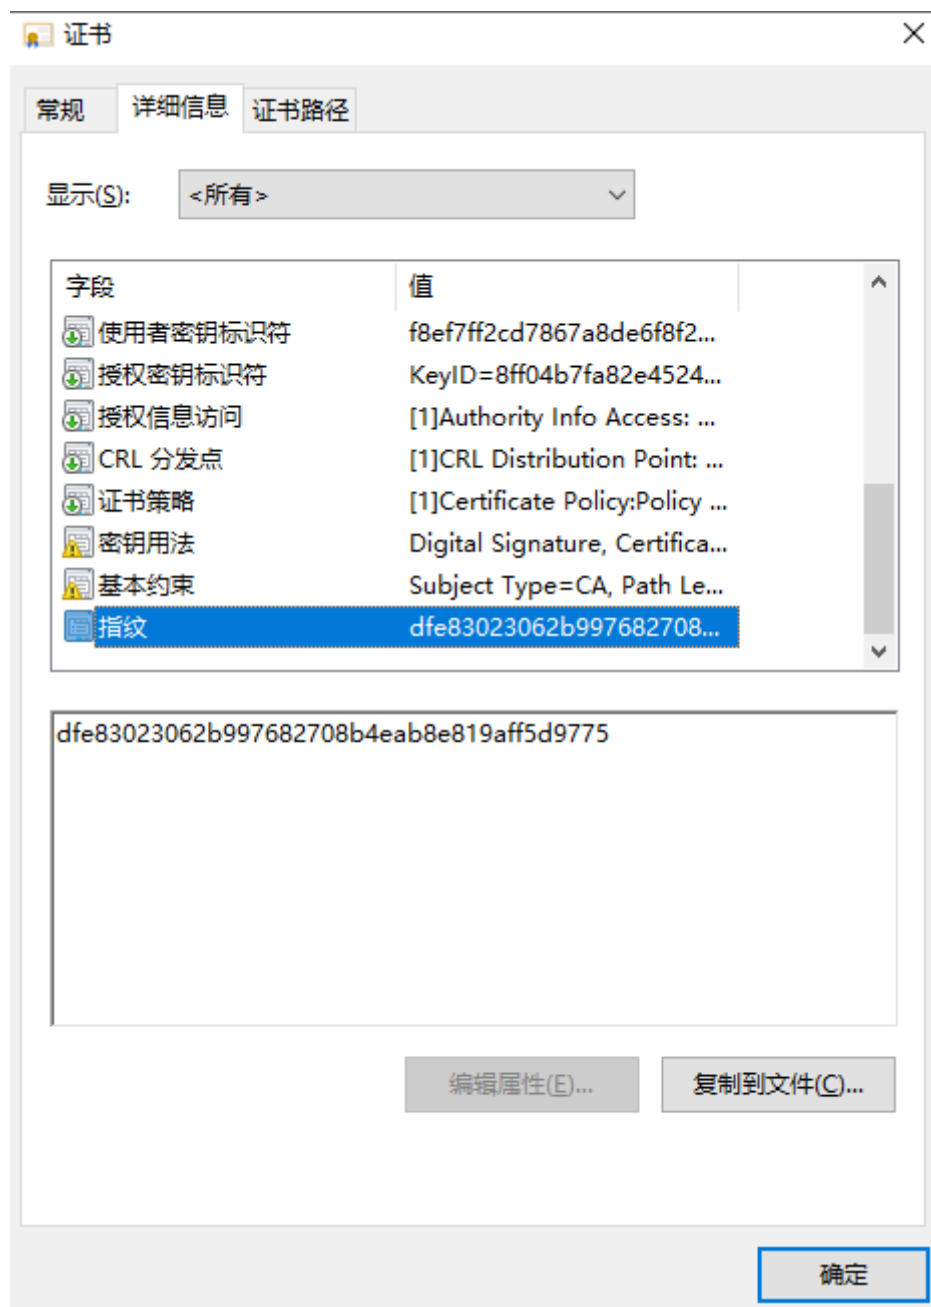 证书
常规 详细信息 证书路径
显示(S): <所有>
字段 值
使用者密钥标识符 f8ef7ff2cd7867a8de6f8f2...
授权密钥标识符 KeyID=8ff04b7fa82e4524...
授权信息访问 [1]Authority Info Access: ...
CRL 分发点 [1]CRL Distribution Point: ...
证书策略 [1]Certificate Policy:Policy ...
密钥用法 Digital Signature, Certifica...
基本约束 Subject Type=CA, Path Le...
指纹 dfe83023062b997682708...
dfe83023062b997682708b4eab8e819aff5d9775
编辑属性(E)... 复制到文件(C)...
确定